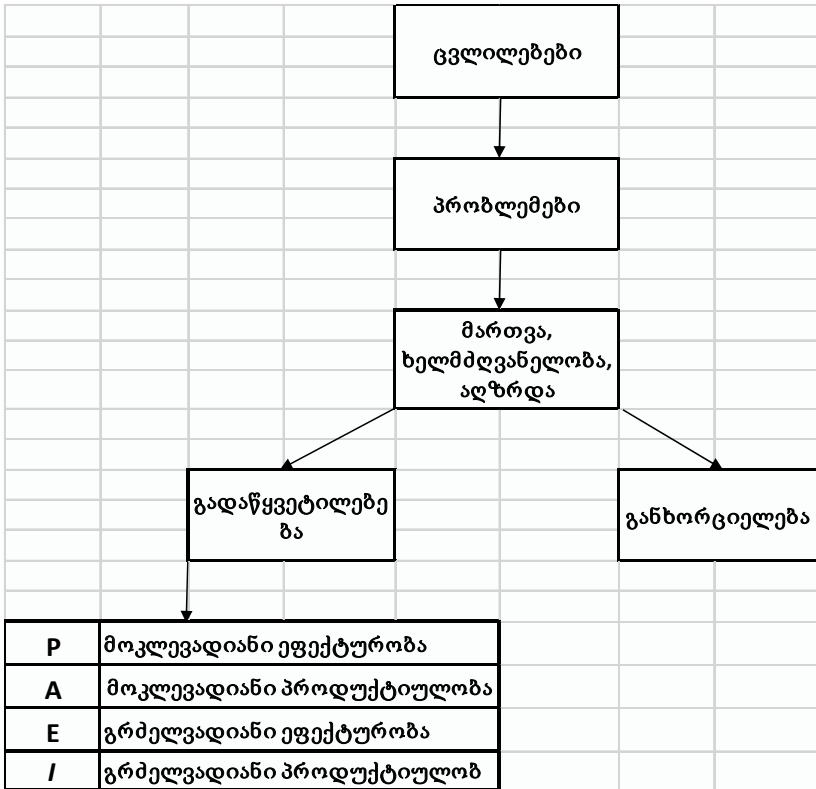 ცვლილებები
პრობლემები
მართვა,
ხელმძღვანელობა,
აღზრდა
გადაწყვეტილებე
ბა
განხორციელება
P მოკლევადიანი ეფექტურობა
A მოკლევადიანი პროდუქტიულობა
E გრძელვადიანი ეფექტურობა
I გრძელვადიანი პროდუქტიულობ